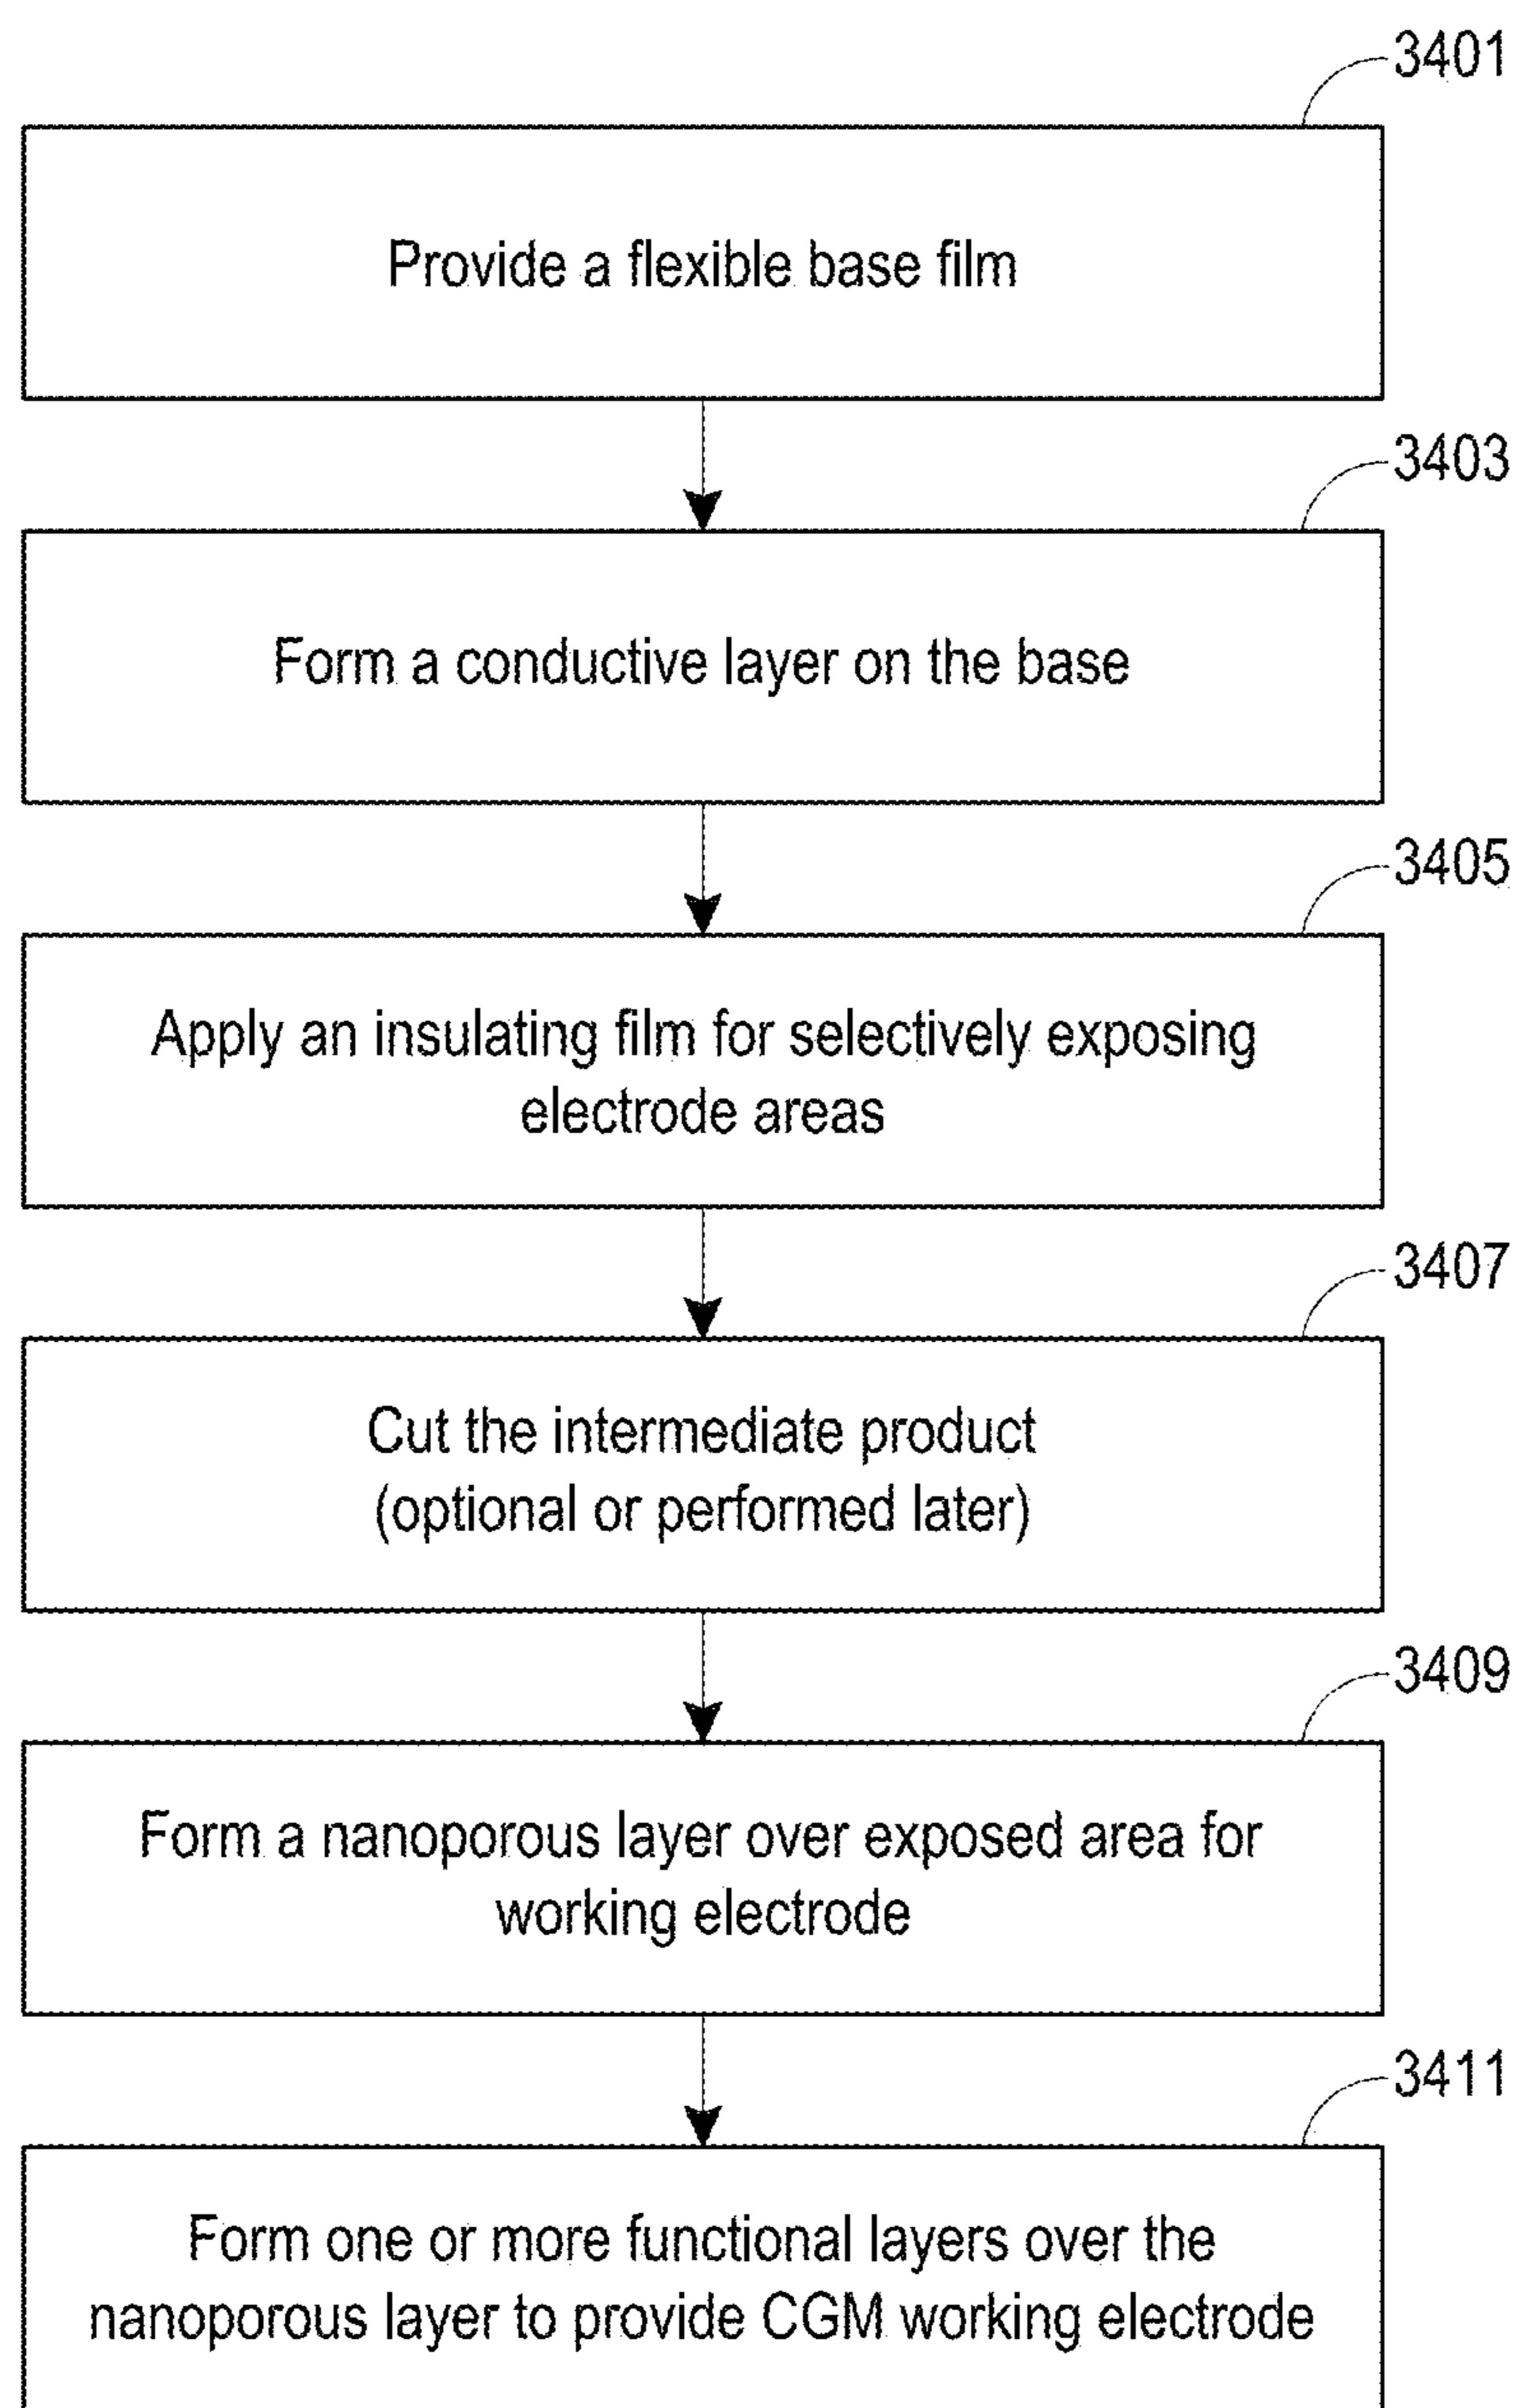 3401
Provide a flexible base film
3403
Form a conductive layer on the base
3405
Apply an insulating film for selectively exposing
electrode areas
3407
Cut the intermediate product
(optional or performed later)
3409
Form a nanoporous layer over exposed area for
working electrode
3411
Form one or more functional layers over the
nanoporous layer to provide CGM working electrode